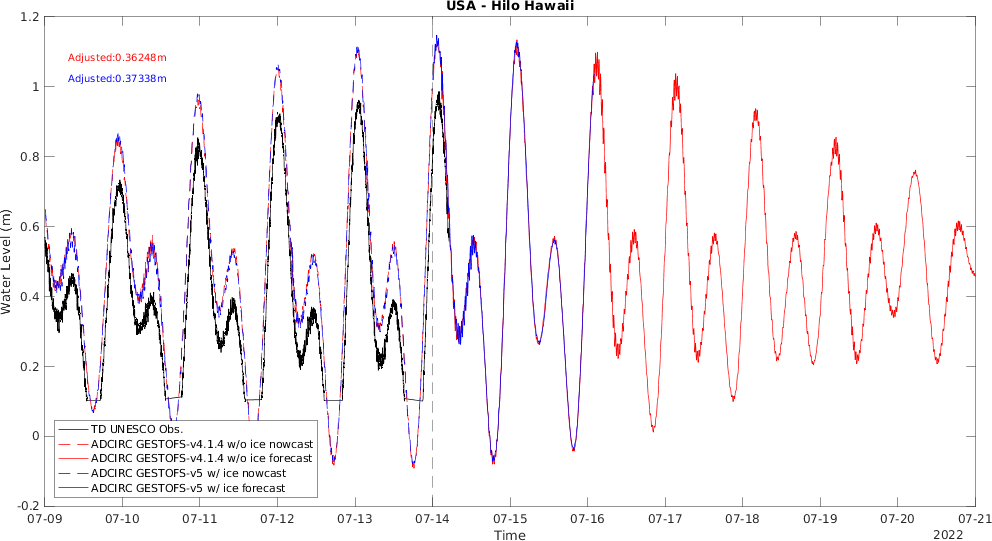 USA - Hilo Hawaii
1.2
Adjusted:0.36248m
Adjusted:0.37338m
1
0.8
0.6
0.4
0.2
0
-0.2
Water Level (m)
TD UNESCO Obs.
ADCIRC GESTOFS-v4.1.4 w/o ice nowcast
ADCIRC GESTOFS-v4.1.4 w/o ice forecast
ADCIRC GESTOFS-v5 w/ ice nowcast
ADCIRC GESTOFS-v5 w/ ice forecast
07-09 07-10 07-11 07-12 07-13 07-14 07-15 07-16 07-17 07-18 07-19 07-20 07-21
Time
2022